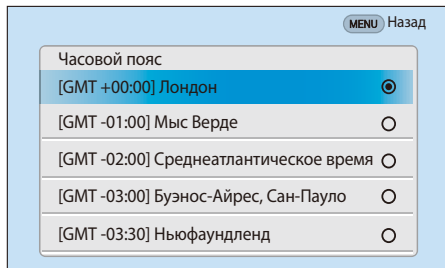 MENU Назад
Часовой пояс
[GMT +00:00] Лондон
[GMT -01:00] Мыс Верде
[GMT -02:00] Среднеатлантическое время
[GMT -03:00] Буэнос-Айрес, Сан-Пауло
[GMT -03:30] Ньюфаундленд